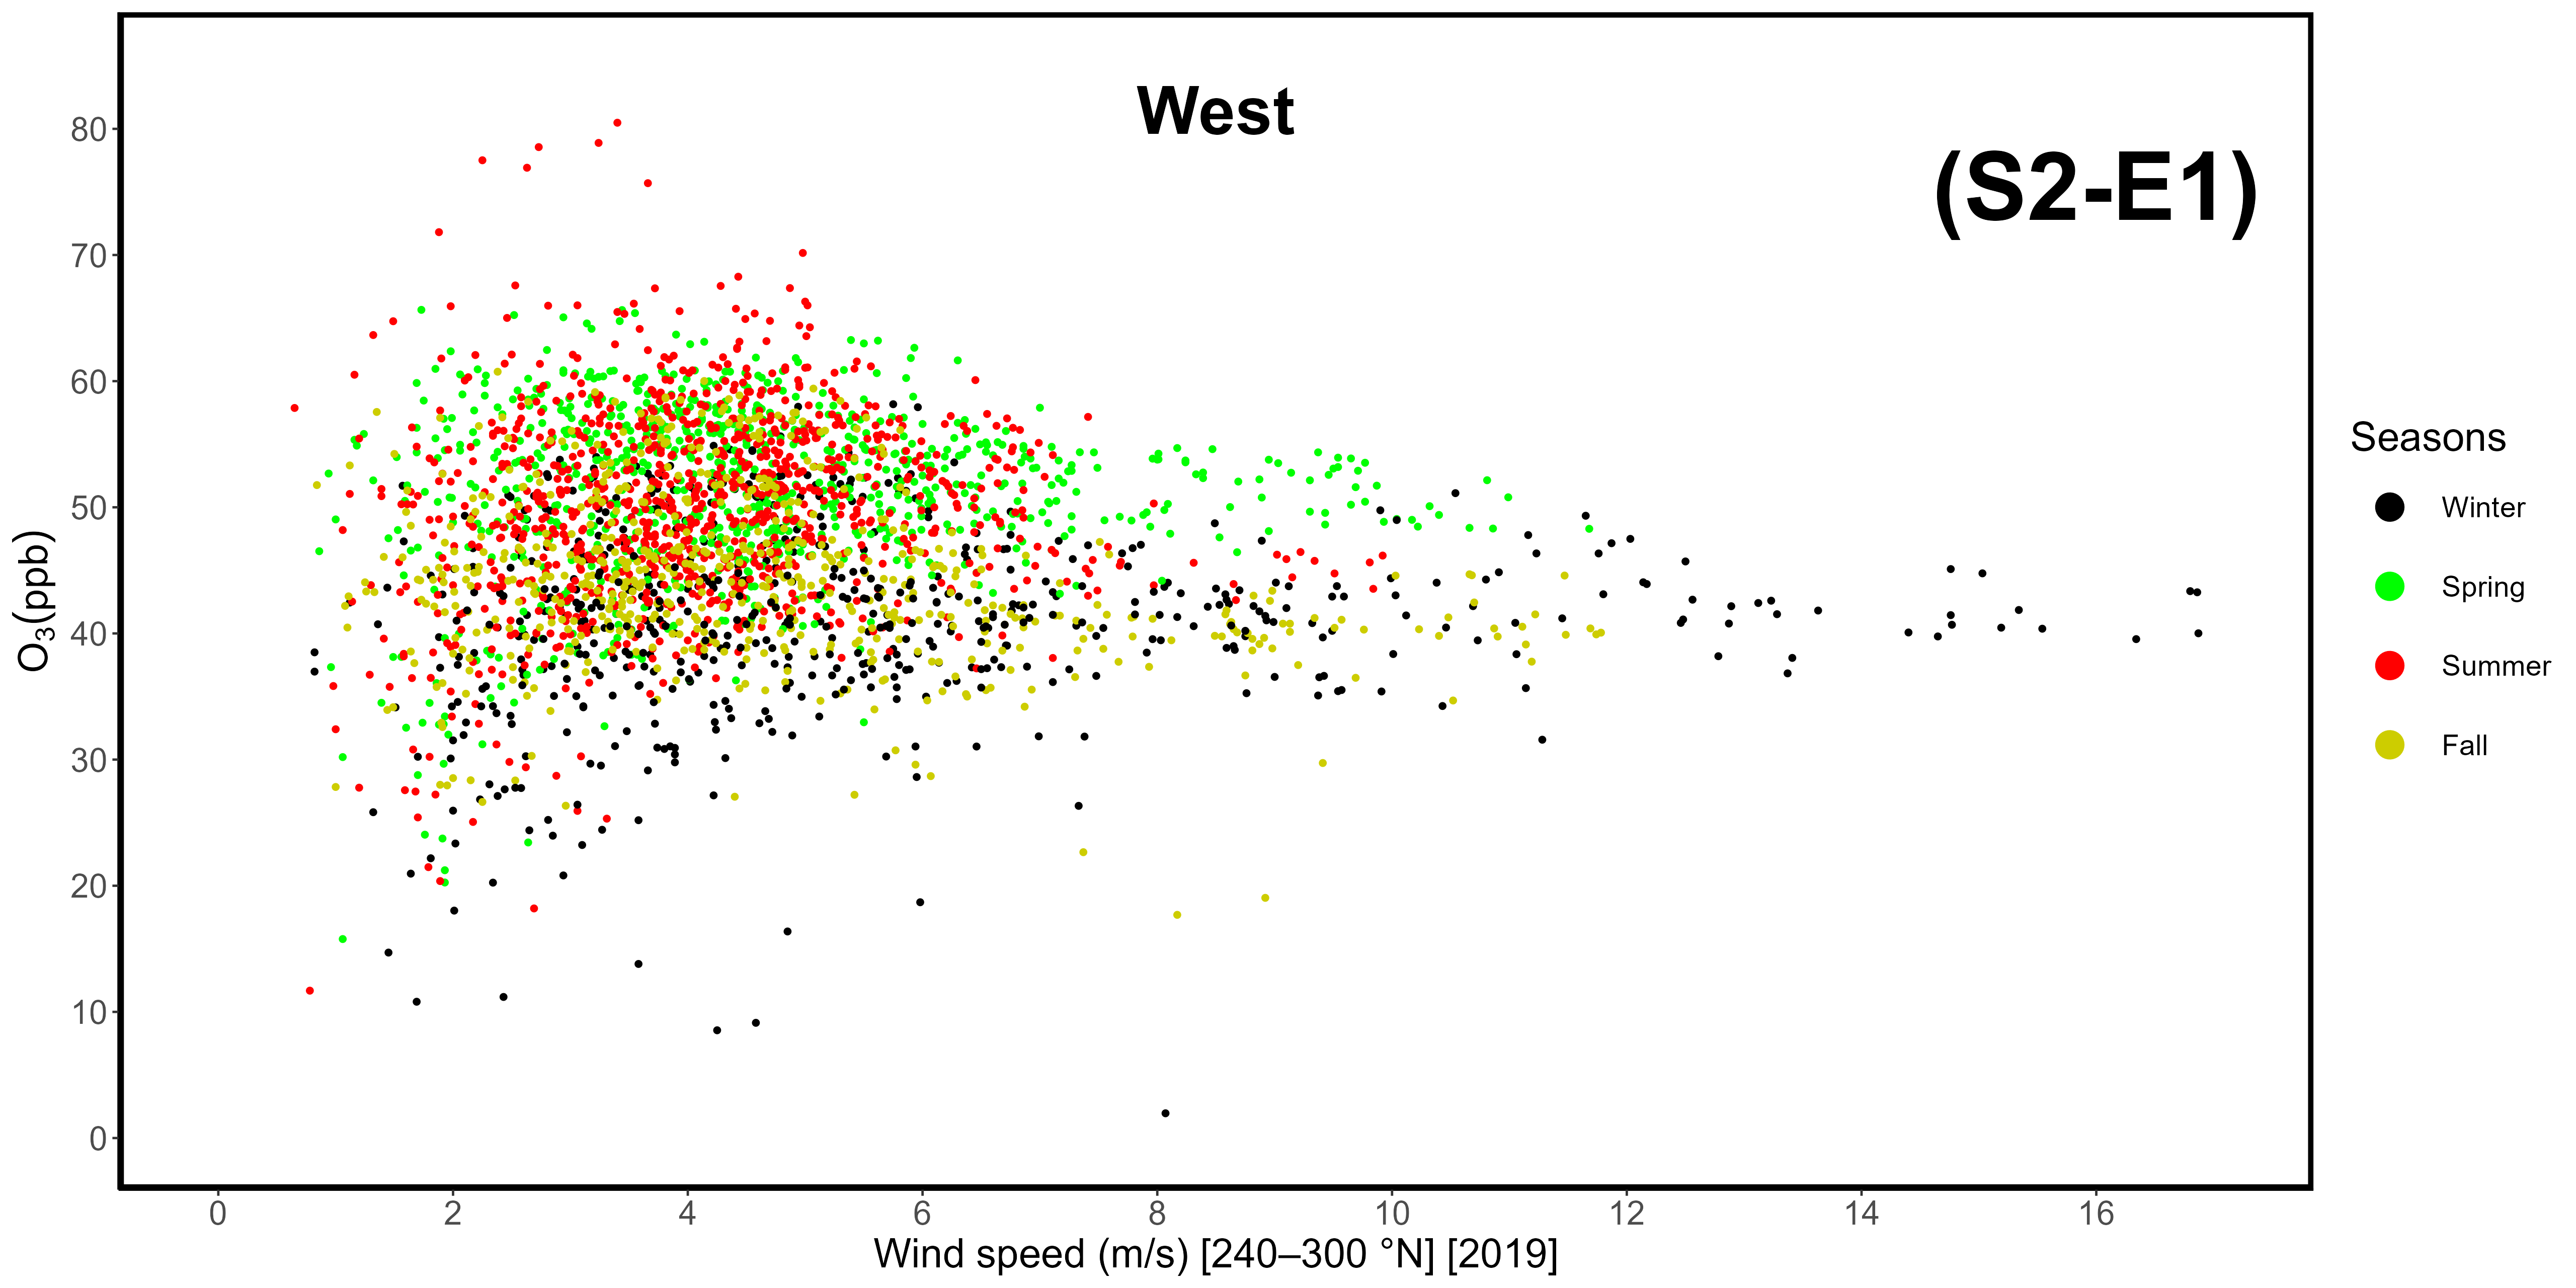 West
(S2-E1)
80
70
60
50
40
30
20
10
0
O₃(ppb)
0 2 4 6 8 10 12 14 16
Wind speed (m/s) [240–300 °N] [2019]
Seasons
Winter
Spring
Summer
Fall